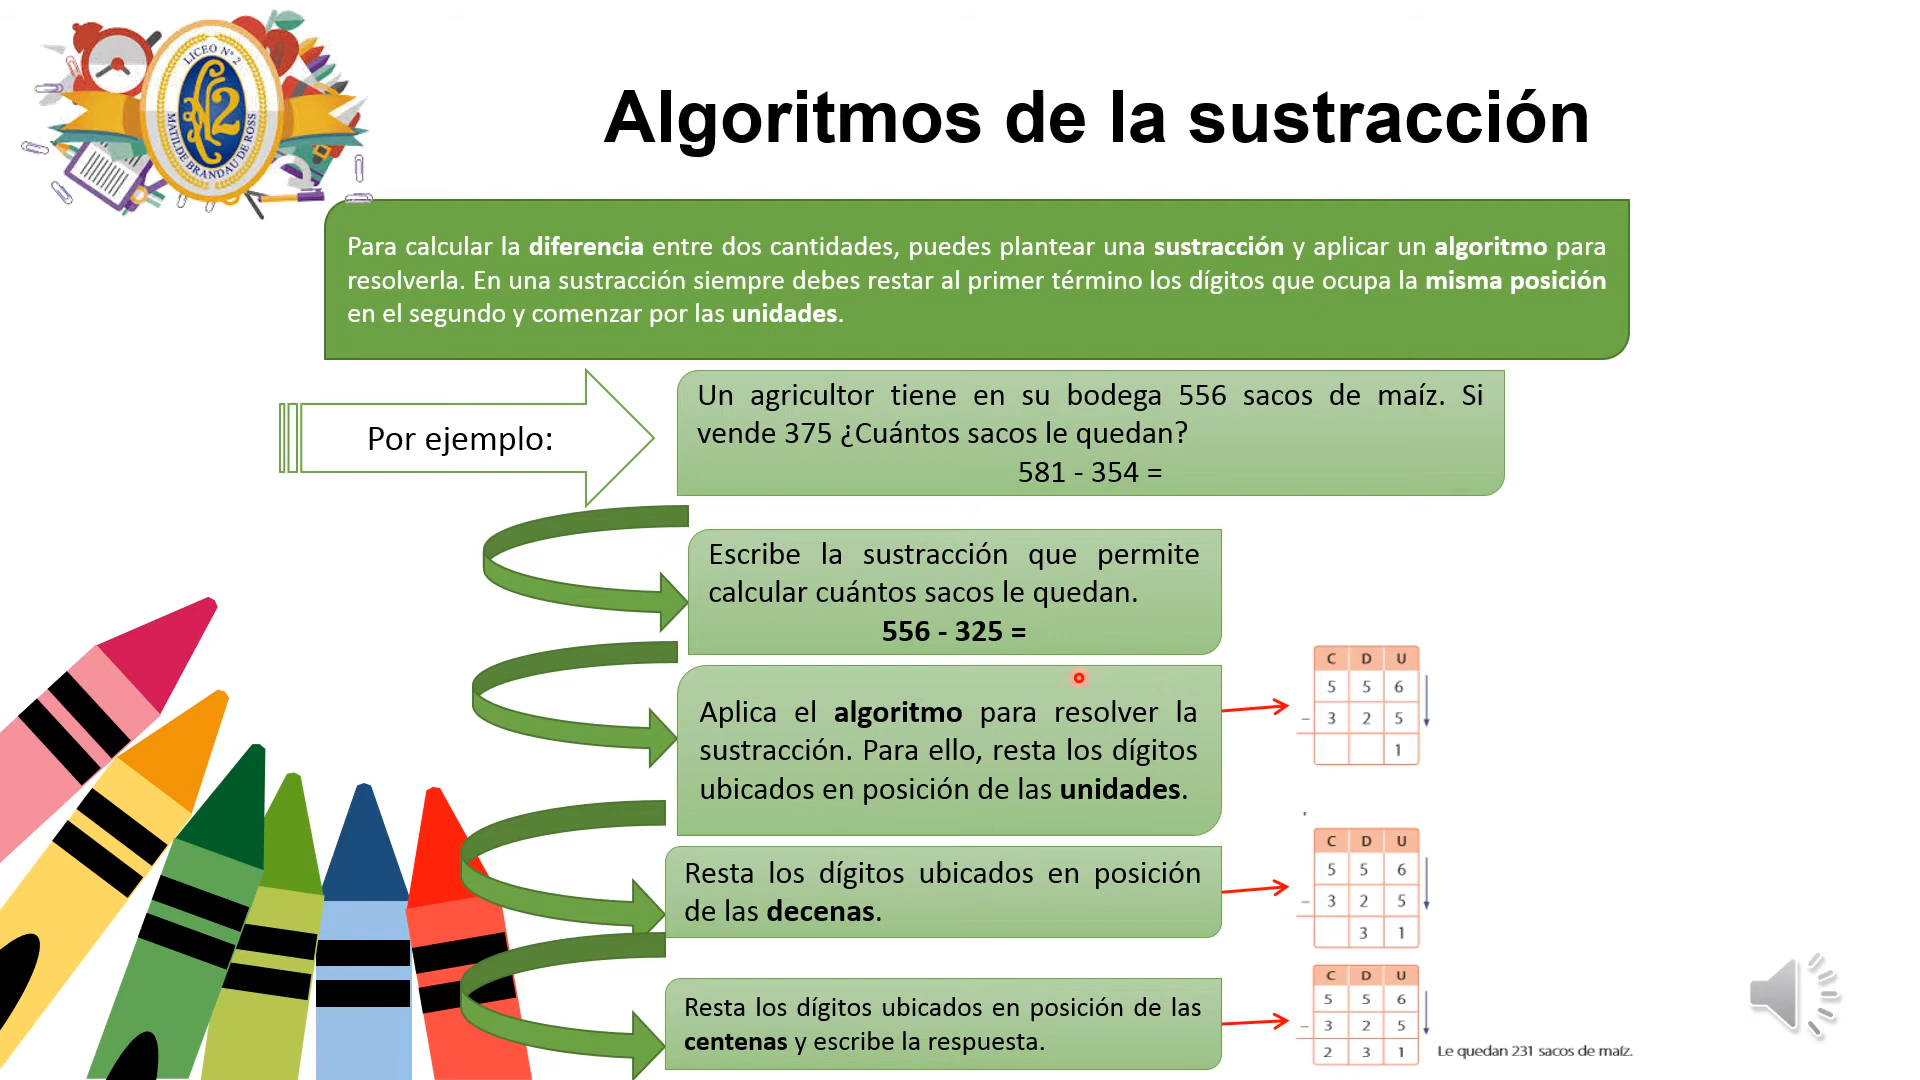 LICEO N° 2
MATILDE BRANDAU DE ROSS
Algoritmos de la sustracción
Para calcular la diferencia entre dos cantidades, puedes plantear una sustracción y aplicar un algoritmo para
resolverla. En una sustracción siempre debes restar al primer término los dígitos que ocupa la misma posición
en el segundo y comenzar por las unidades.
Por ejemplo:
Un agricultor tiene en su bodega 556 sacos de maíz. Si
vende 375 ¿Cuántos sacos le quedan?
581 - 354 =
Escribe la sustracción que permite
calcular cuántos sacos le quedan.
556 - 325 =
Aplica el algoritmo para resolver la
sustracción. Para ello, resta los dígitos
ubicados en posición de las unidades.
C D U
5 5 6
- 3 2 5
1
Resta los dígitos ubicados en posición
de las decenas.
C D U
5 5 6
- 3 2 5
3 1
Resta los dígitos ubicados en posición de las
centenas y escribe la respuesta.
C D U
5 5 6
- 3 2 5
2 3 1
Le quedan 231 sacos de maíz.